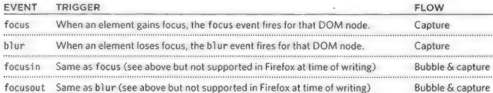 EVENT TRIGGER FLOW
focus When an element gains focus, the focus event fires for that DOM node. Capture
blur When an element loses focus, the blur event fires for that DOM node. Capture
focusin Same as focus (see above but not supported in Firefox at time of writing) Bubble & capture
focusout Same as blur (see above but not supported in Firefox at time of writing) Bubble & capture